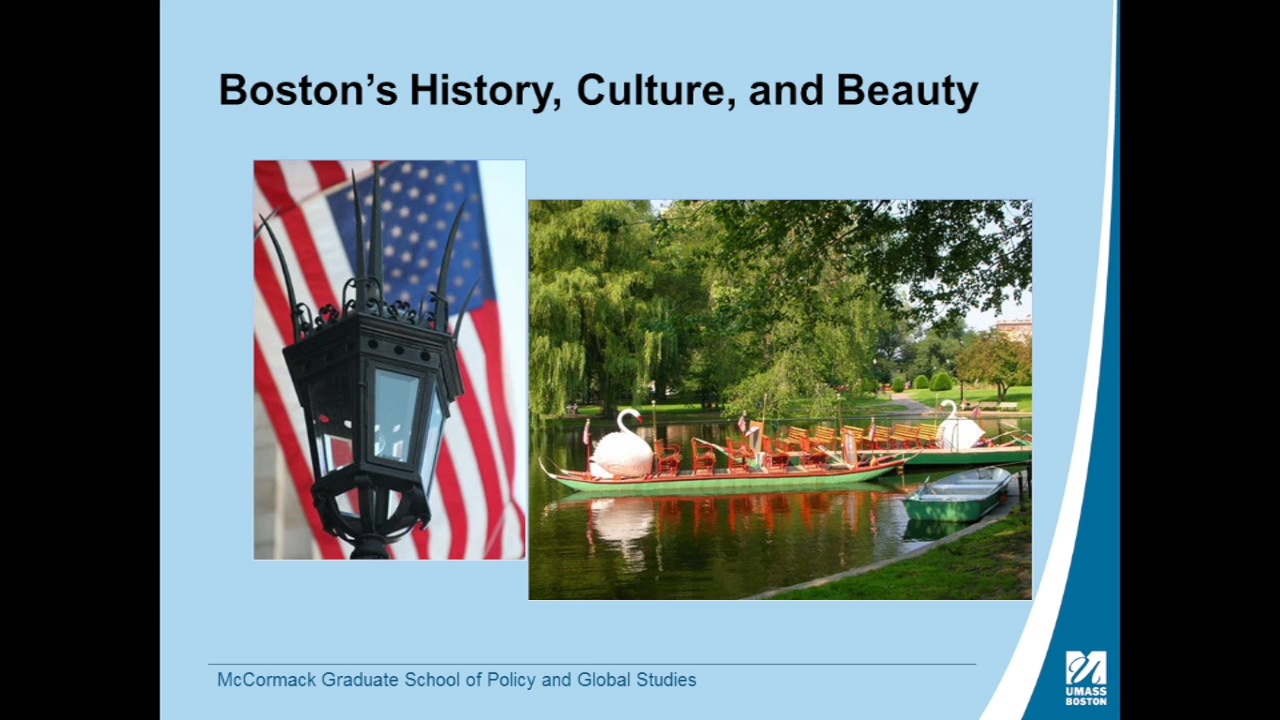 Boston's History, Culture, and Beauty
McCormack Graduate School of Policy and Global Studies
UMASS
BOSTON